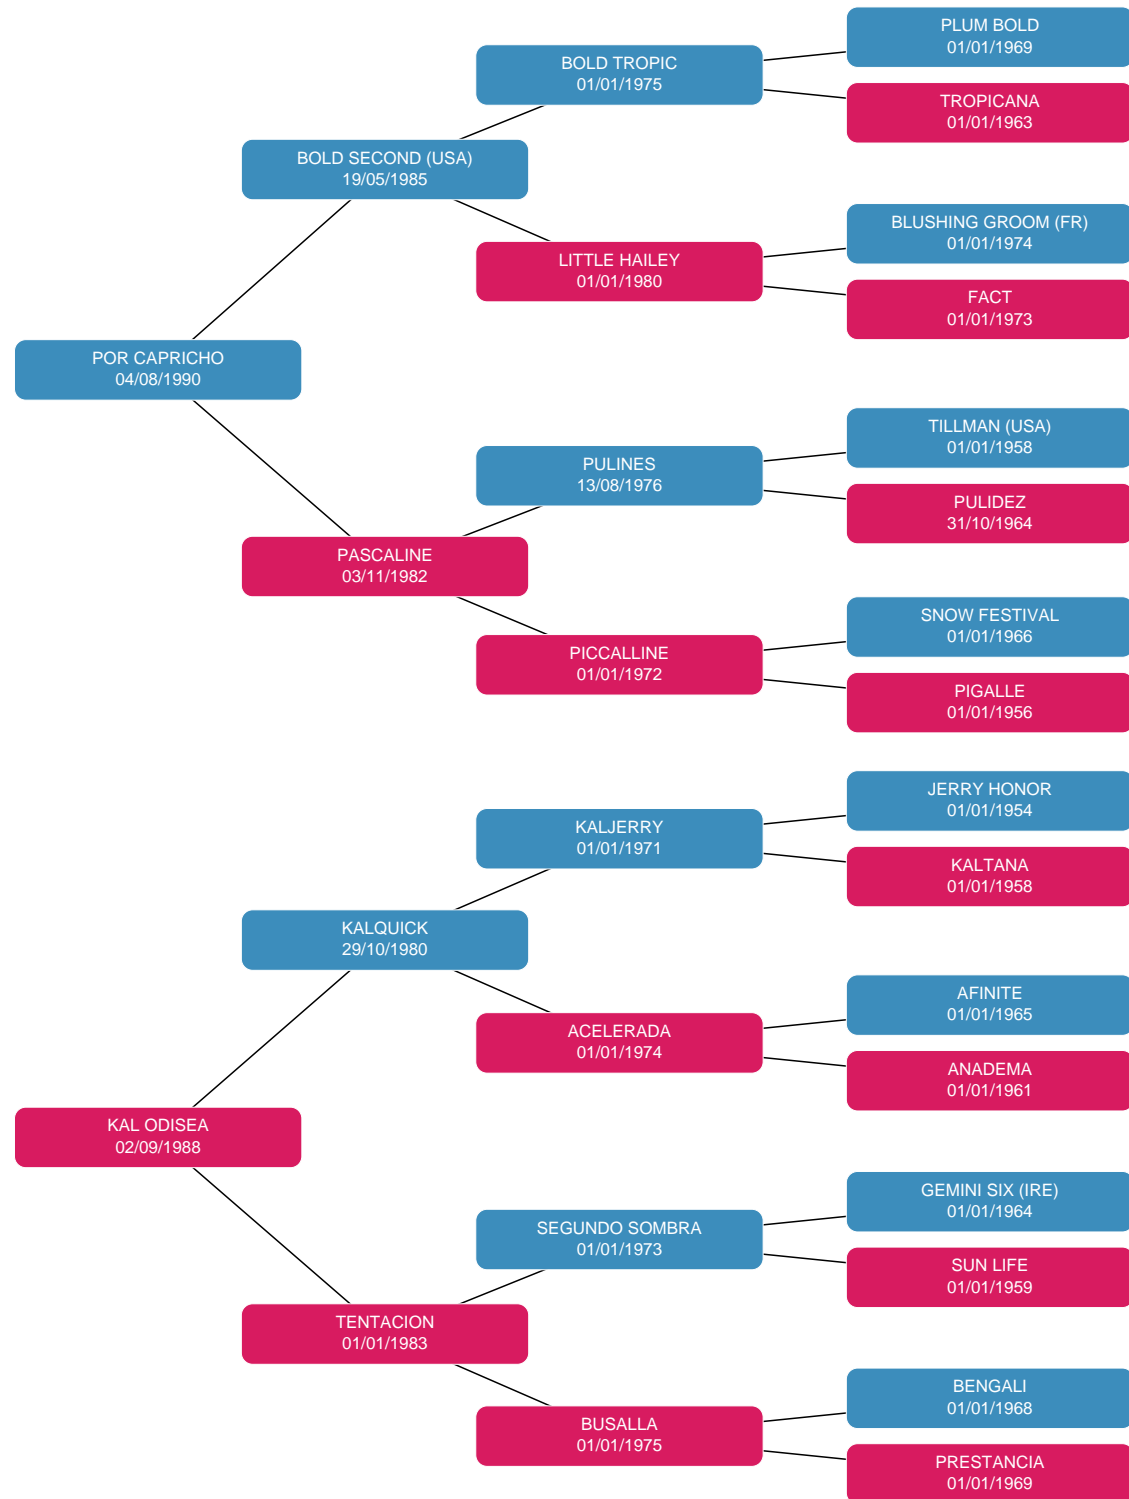 PLUM BOLD
01/01/1969
BOLD TROPIC
01/01/1975
TROPICANA
01/01/1963
BOLD SECOND (USA)
19/05/1985
BLUSHING GROOM (FR)
01/01/1974
LITTLE HAILEY
01/01/1980
FACT
01/01/1973
POR CAPRICHO
04/08/1990
TILLMAN (USA)
01/01/1958
PULINES
13/08/1976
PULIDEZ
31/10/1964
PASCALINE
03/11/1982
SNOW FESTIVAL
01/01/1966
PICCALLINE
01/01/1972
PIGALLE
01/01/1956
JERRY HONOR
01/01/1954
KALJERRY
01/01/1971
KALTANA
01/01/1958
KALQUICK
29/10/1980
AFINITE
01/01/1965
ACELERADA
01/01/1974
ANADEMA
01/01/1961
KAL ODISEA
02/09/1988
GEMINI SIX (IRE)
01/01/1964
SEGUNDO SOMBRA
01/01/1973
SUN LIFE
01/01/1959
TENTACION
01/01/1983
BENGALI
01/01/1968
BUSALLA
01/01/1975
PRESTANCIA
01/01/1969